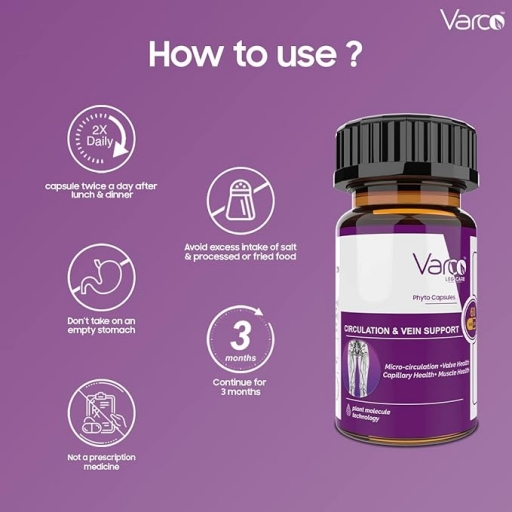 Varco
How to use ?
2X
Daily
capsule twice a day after
lunch & dinner
Avoid excess intake of salt
& processed or fried food
Don't take on an
empty stomach
3
months
Continue for
3 months
Not a prescription
medicine
Varco
LEG CARE
Phyto-Capsules
CIRCULATION & VEIN SUPPORT
Micro-circulation •Valve Health
Capillary Health• Muscle Health
plant molecule
technology